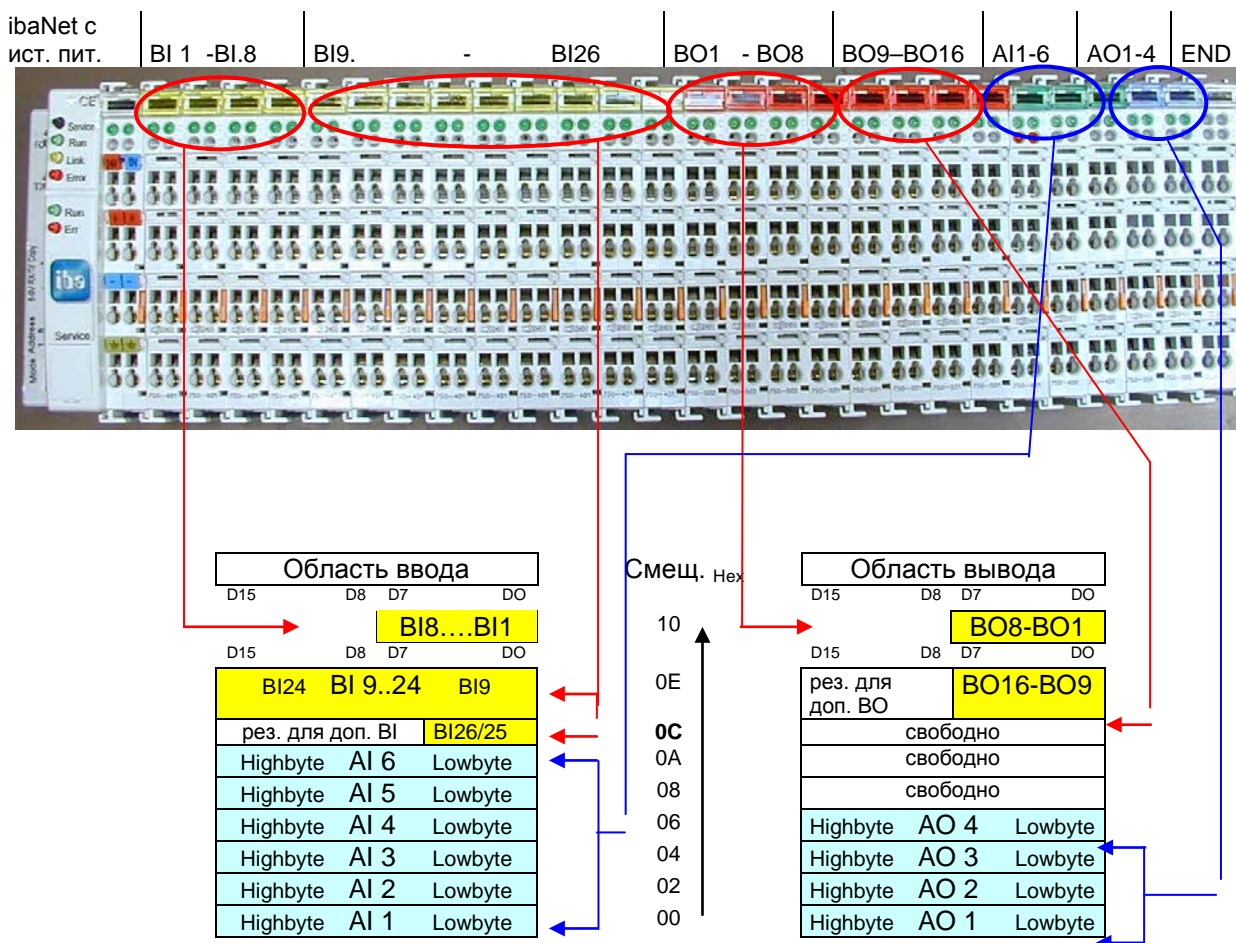 ibaNet с
ист. пит.
BI 1 -BI.8
BI9. - BI26
BO1 - BO8
BO9–BO16
AI1-6
AO1-4
END
CE
Service
Run
Link
Error
Run
Err
iba
Service
Mode Address
Область ввода
D15 D8 D7 DO
BI8….BI1
D15 D8 D7 DO
BI24 BI 9..24 BI9
рез. для доп. BI BI26/25
Highbyte AI 6 Lowbyte
Highbyte AI 5 Lowbyte
Highbyte AI 4 Lowbyte
Highbyte AI 3 Lowbyte
Highbyte AI 2 Lowbyte
Highbyte AI 1 Lowbyte
Смещ. Hex
10
0E
0C
0A
08
06
04
02
00
Область вывода
D15 D8 D7 DO
BO8-BO1
D15 D8 D7 DO
рез. для
доп. BO
BO16-BO9
свободно
свободно
свободно
Highbyte AO 4 Lowbyte
Highbyte AO 3 Lowbyte
Highbyte AO 2 Lowbyte
Highbyte AO 1 Lowbyte